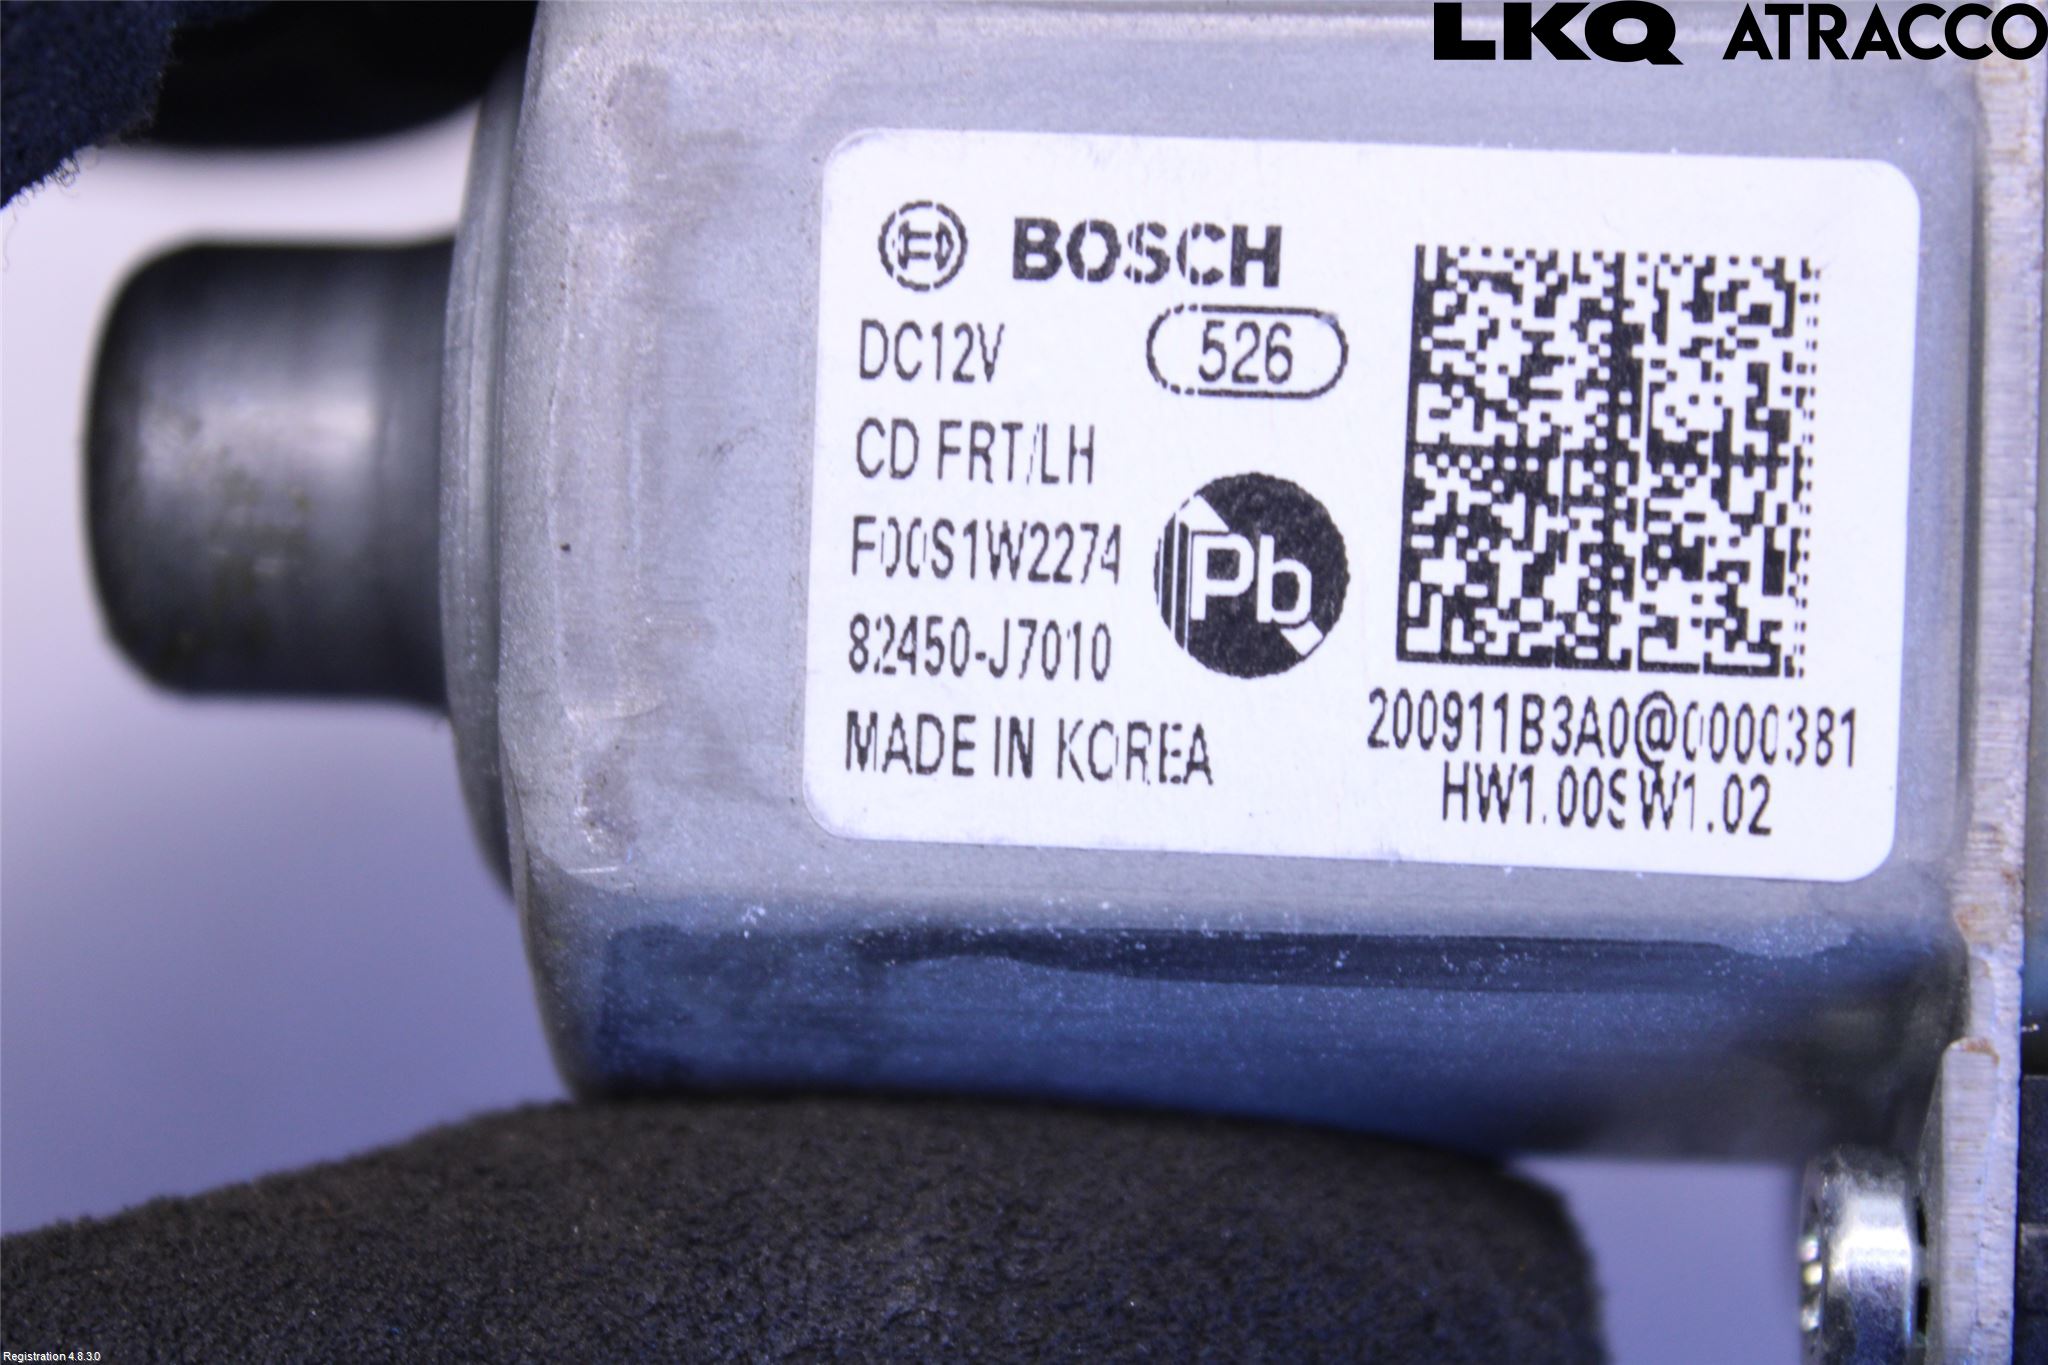 LKQ ATRACCO
BOSCH
DC12V
526
CD FRT/LH
F00S1W2274
Pb
82450-J7010
MADE IN KOREA
200911B3A0@0000381
HW1.00SW1.02
Registration 4.8.3.0